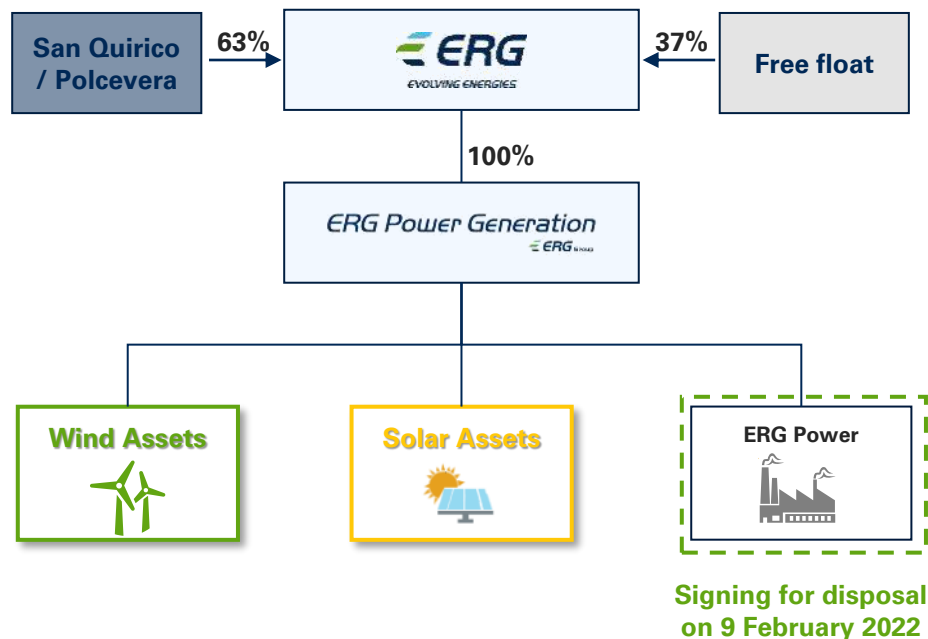 San Quirico
/ Polcevera
63%
ERG
EVOLVING ENERGIES
37%
Free float
100%
ERG Power Generation
ERG
Wind Assets
Solar Assets
ERG Power
Signing for disposal
on 9 February 2022